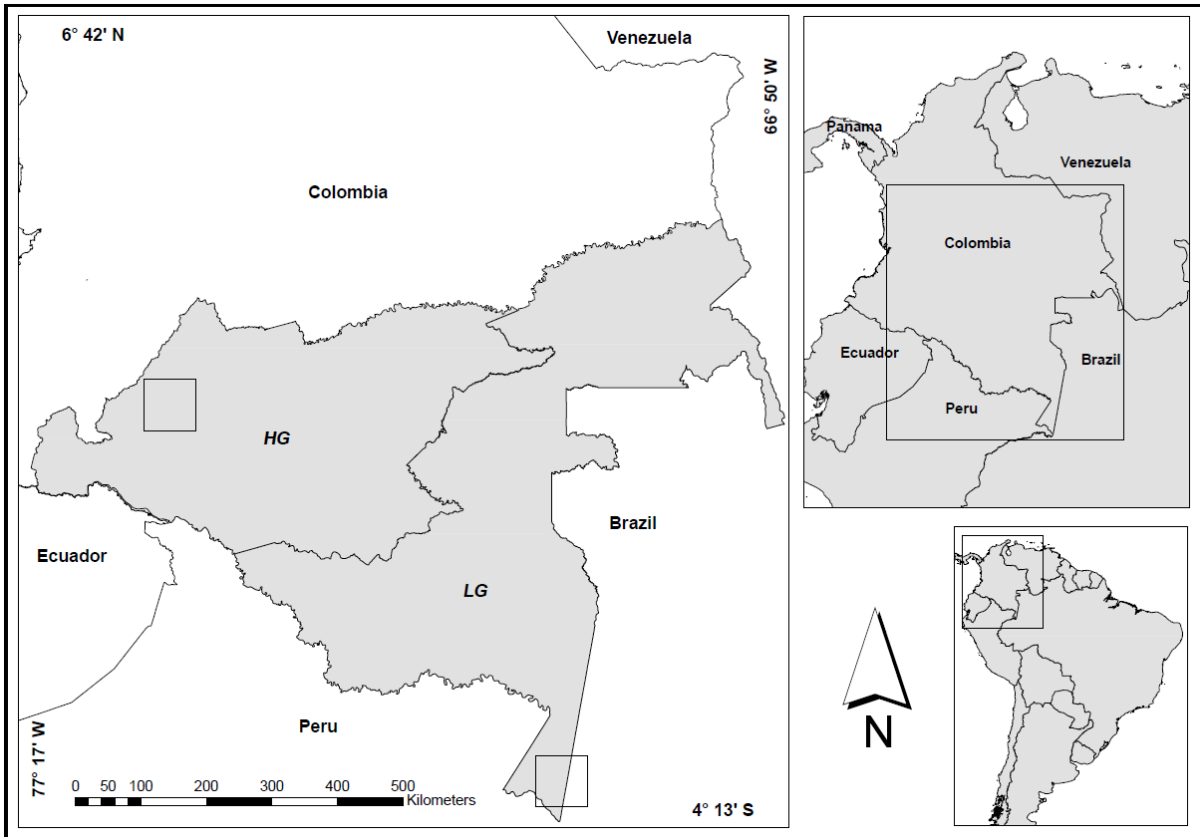 6° 42' N
Venezuela
66° 50' W
Colombia
HG
Ecuador
Brazil
LG
Peru
77° 17' W
0 50 100 200 300 400 500
Kilometers
4° 13' S
Panama
Venezuela
Colombia
Ecuador
Brazil
Peru
N